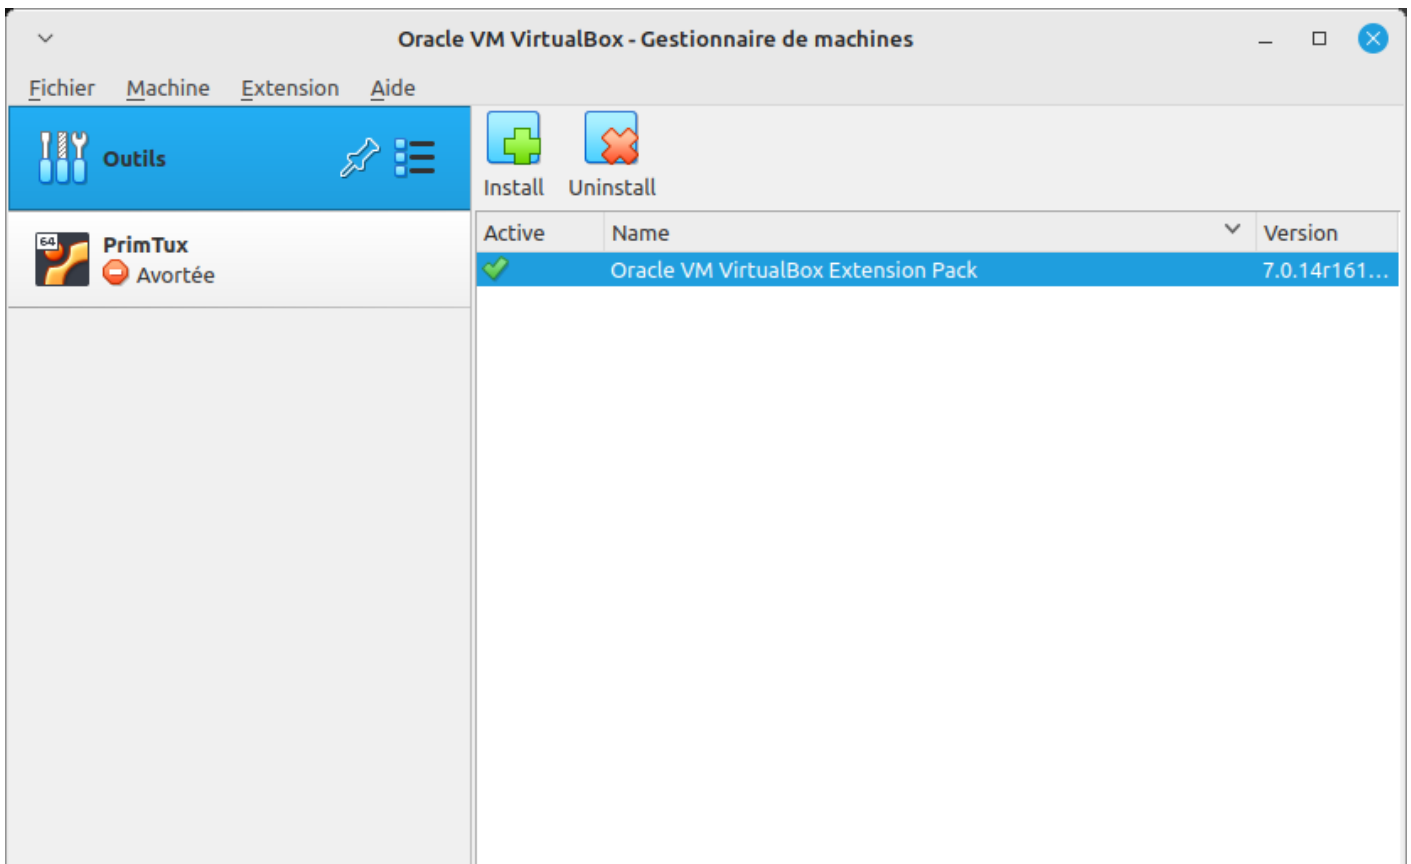 Oracle VM VirtualBox - Gestionnaire de machines
Fichier Machine Extension Aide
Outils
Install Uninstall
64
PrimTux
Avortée
Active Name Version
Oracle VM VirtualBox Extension Pack 7.0.14r161...